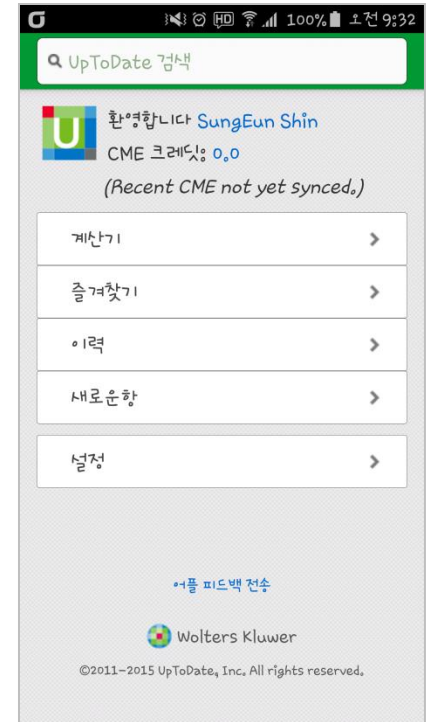 HD 100% 오전 9:32
UpToDate 검색
U 환영합니다 SungEun Shin
CME 크레딧: 0.0
(Recent CME not yet synced.)
계산기
즐겨찾기
이력
새로운항
설정
어플 피드백 전송
Wolters Kluwer
©2011-2015 UpToDate, Inc. All rights reserved.